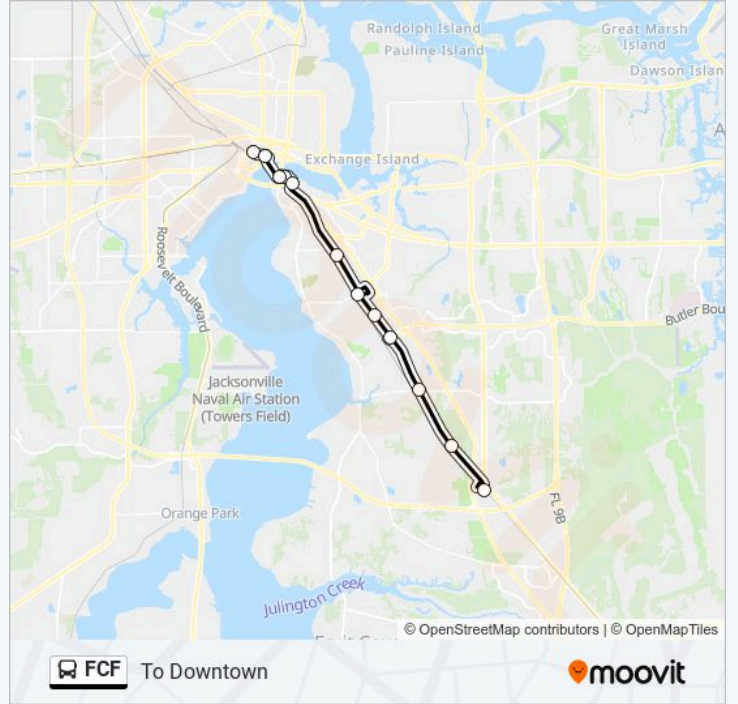 Randolph Island
Pauline Island
Great Marsh
Island
Dawson Islan
A
Exchange Island
Roosevelt Boulevard
Butler Bou
Jacksonville
Naval Air Station
(Towers Field)
FL 9B
Orange Park
Julington Creek
© OpenStreetMap contributors | © OpenMapTiles
FCF To Downtown
moovit